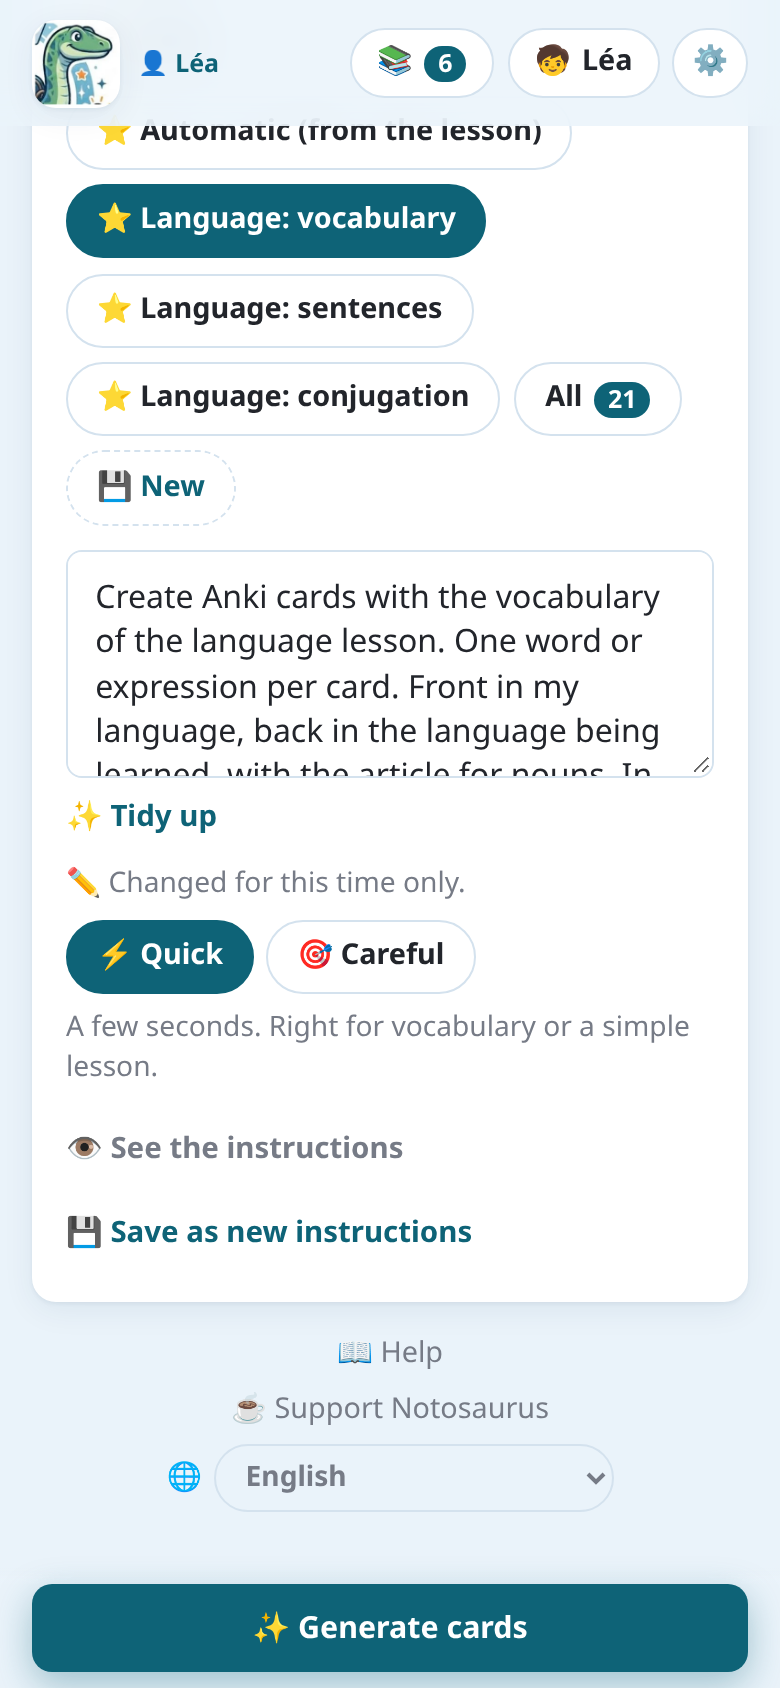 👤 Léa
📚 6
🧒 Léa
⚙️
⭐ Automatic (from the lesson)
⭐ Language: vocabulary
⭐ Language: sentences
⭐ Language: conjugation
All 21
💾 New
Create Anki cards with the vocabulary
of the language lesson. One word or
expression per card. Front in my
language, back in the language being
learned, with the article for nouns. In
✨ Tidy up
✏️ Changed for this time only.
⚡ Quick
🎯 Careful
A few seconds. Right for vocabulary or a simple
lesson.
👁️ See the instructions
💾 Save as new instructions
📖 Help
☕ Support Notosaurus
🌐 English
✨ Generate cards